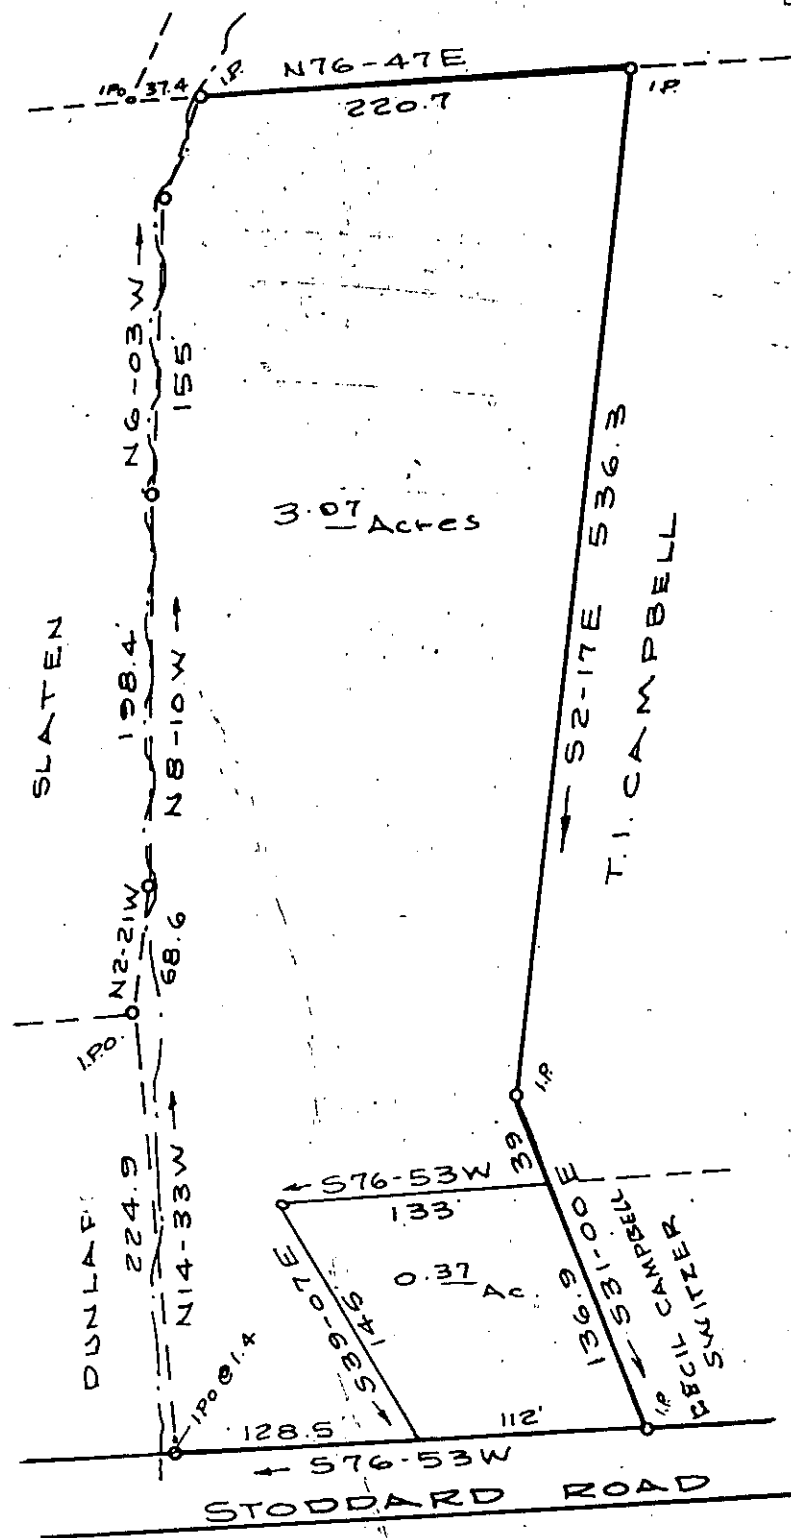 N76-47E
I.P.O. 37.4 I.P.
220.7
I.P.
N6-03W →
155
S2-17E 536.3
←
3.07 Acres
SLATEN
198.4
N8-10W →
T.I. CAMPBELL
N2-21W
68.6
I.P.O.
I.P.
39
← S76-53W
133'
DUNLAP
224.9
N14-33W →
← S39-07E
145
0.37 Ac.
136.9
← S31-00E
CECIL CAMPBELL
SWITZER
I.P.O @ 1.4
128.5
112'
I.P.
← S76-53W
STODDARD ROAD